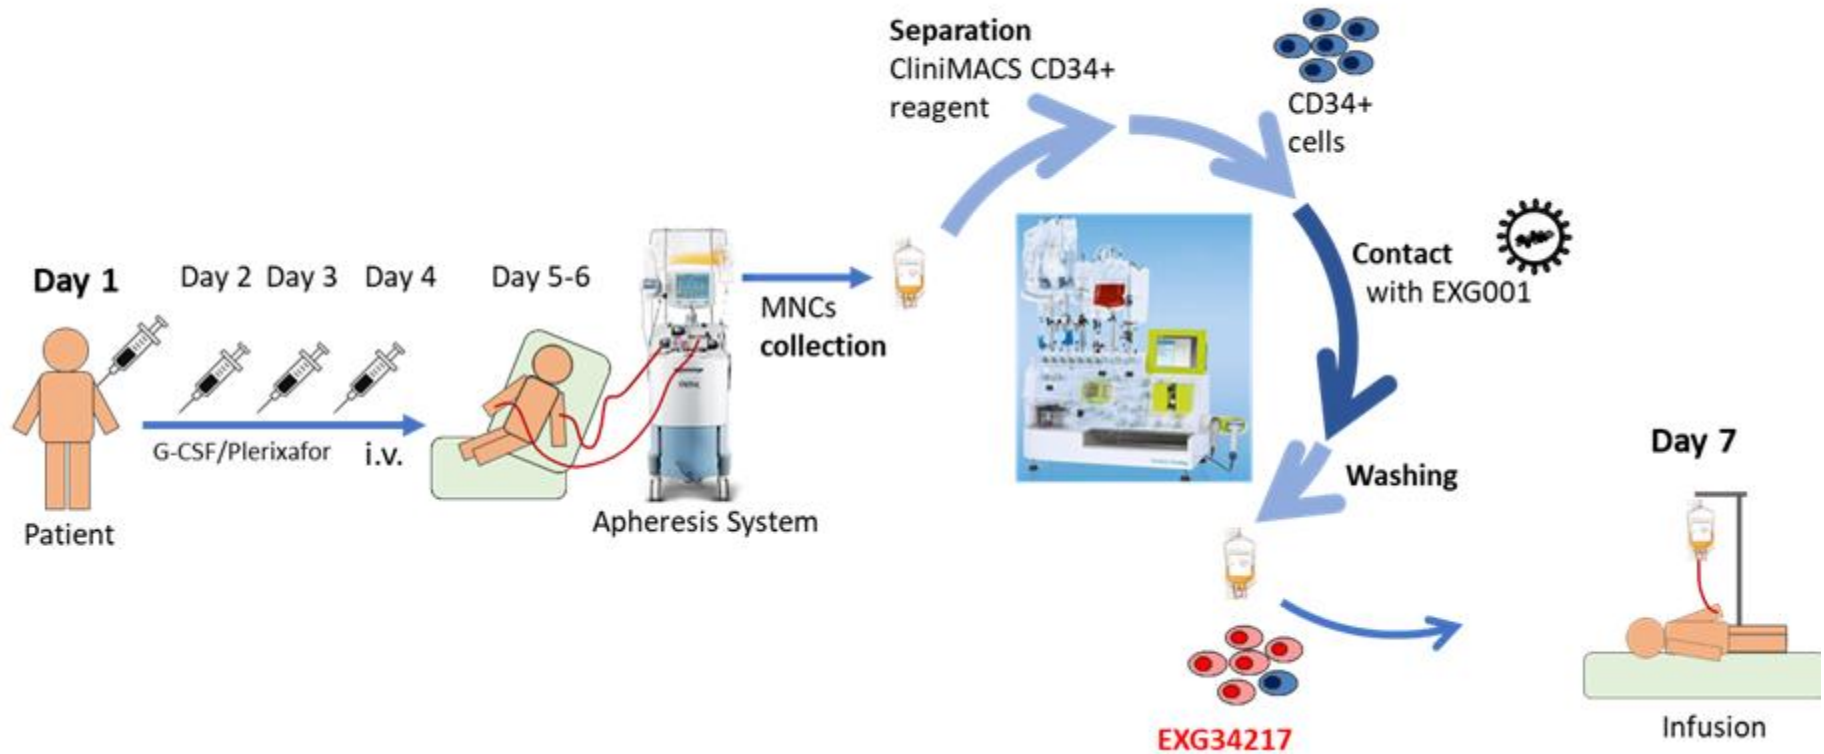 Separation
CliniMACS CD34+
reagent
CD34+
cells
Day 1
Day 2
Day 3
Day 4
Day 5-6
MNCs
collection
Contact
with EXG001
G-CSF/Plerixafor
i.v.
Patient
Apheresis System
Washing
Day 7
EXG34217
Infusion